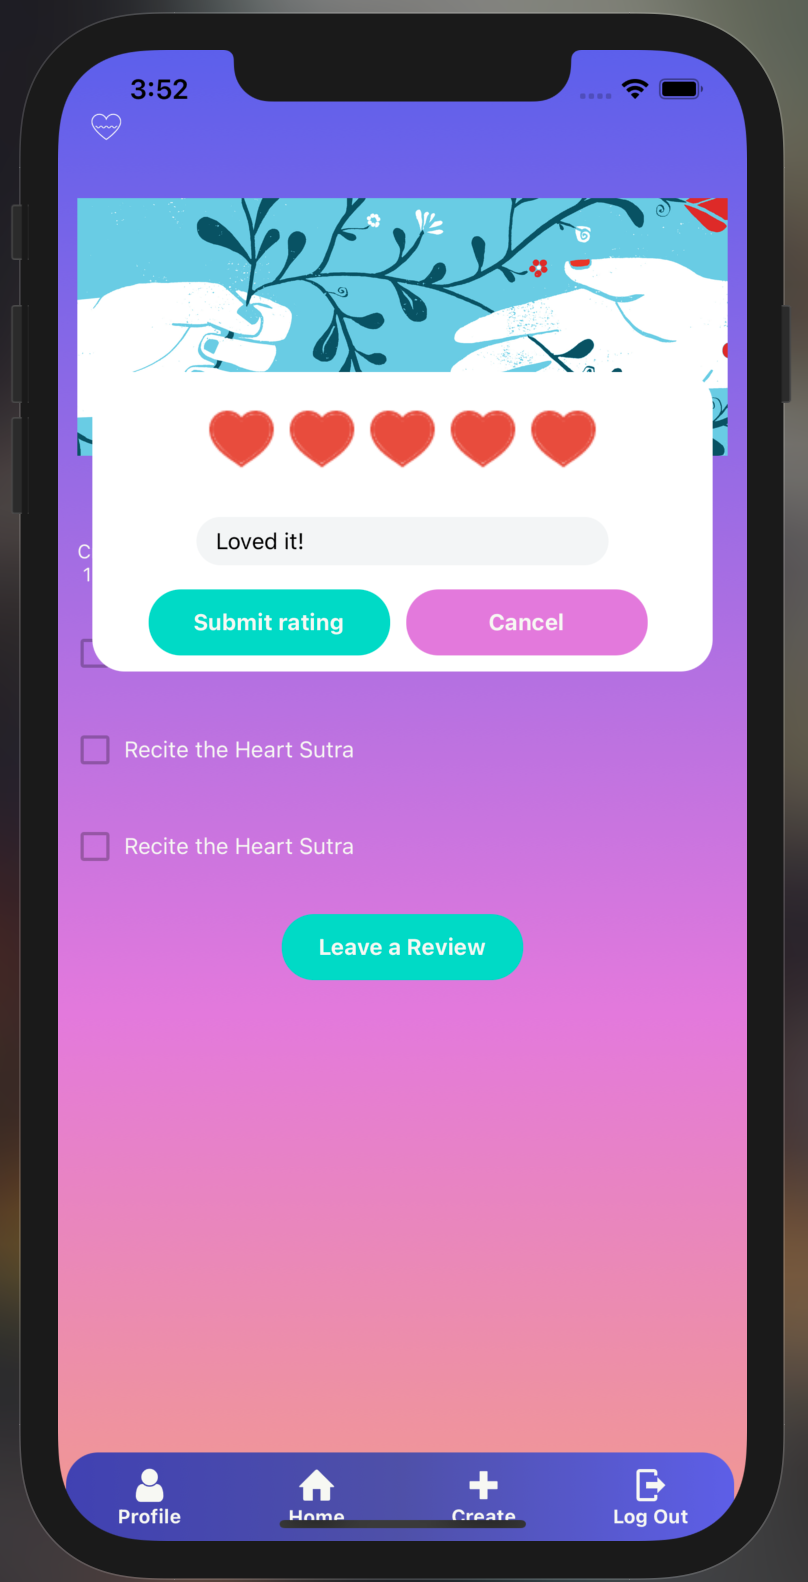 3:52
Loved it!
Submit rating
Cancel
C
1
Recite the Heart Sutra
Recite the Heart Sutra
Leave a Review
Profile
Home
Create
Log Out